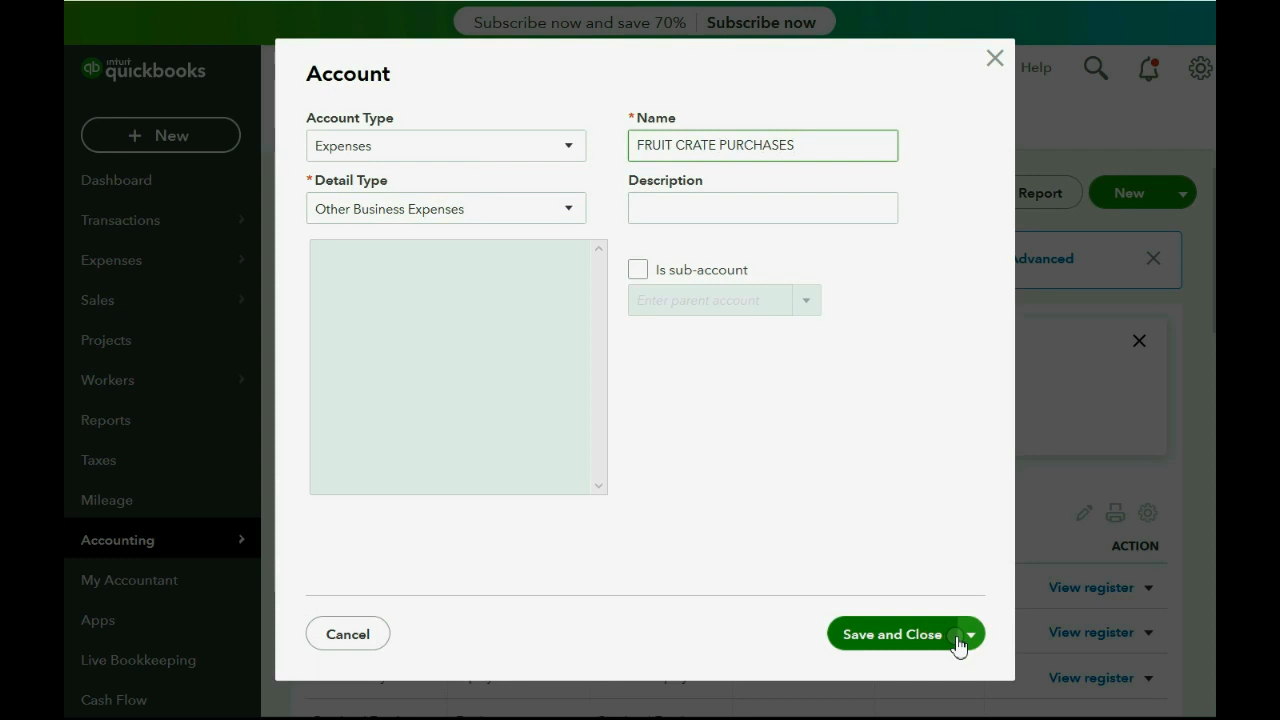 Subscribe now and save 70% Subscribe now
intuit
quickbooks
Help
+ New
Dashboard
Transactions
Expenses
Sales
Projects
Workers
Reports
Taxes
Mileage
Accounting
My Accountant
Apps
Live Bookkeeping
Cash Flow
Account
Account Type
Expenses
*Name
FRUIT CRATE PURCHASES
*Detail Type
Other Business Expenses
Description
Is sub-account
Enter parent account
Cancel
Save and Close
Report
New
Advanced
ACTION
View register
View register
View register